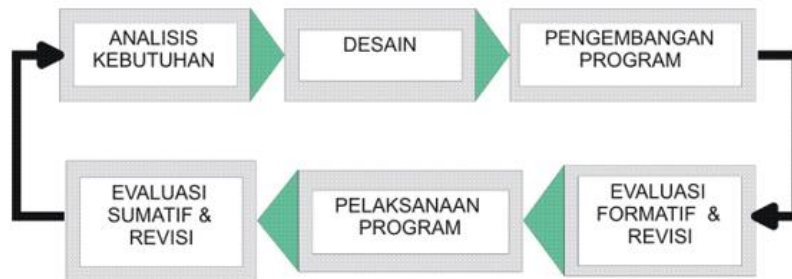 ANALISIS
KEBUTUHAN
DESAIN
PENGEMBANGAN
PROGRAM
EVALUASI
SUMATIF &
REVISI
PELAKSANAAN
PROGRAM
EVALUASI
FORMATIF &
REVISI